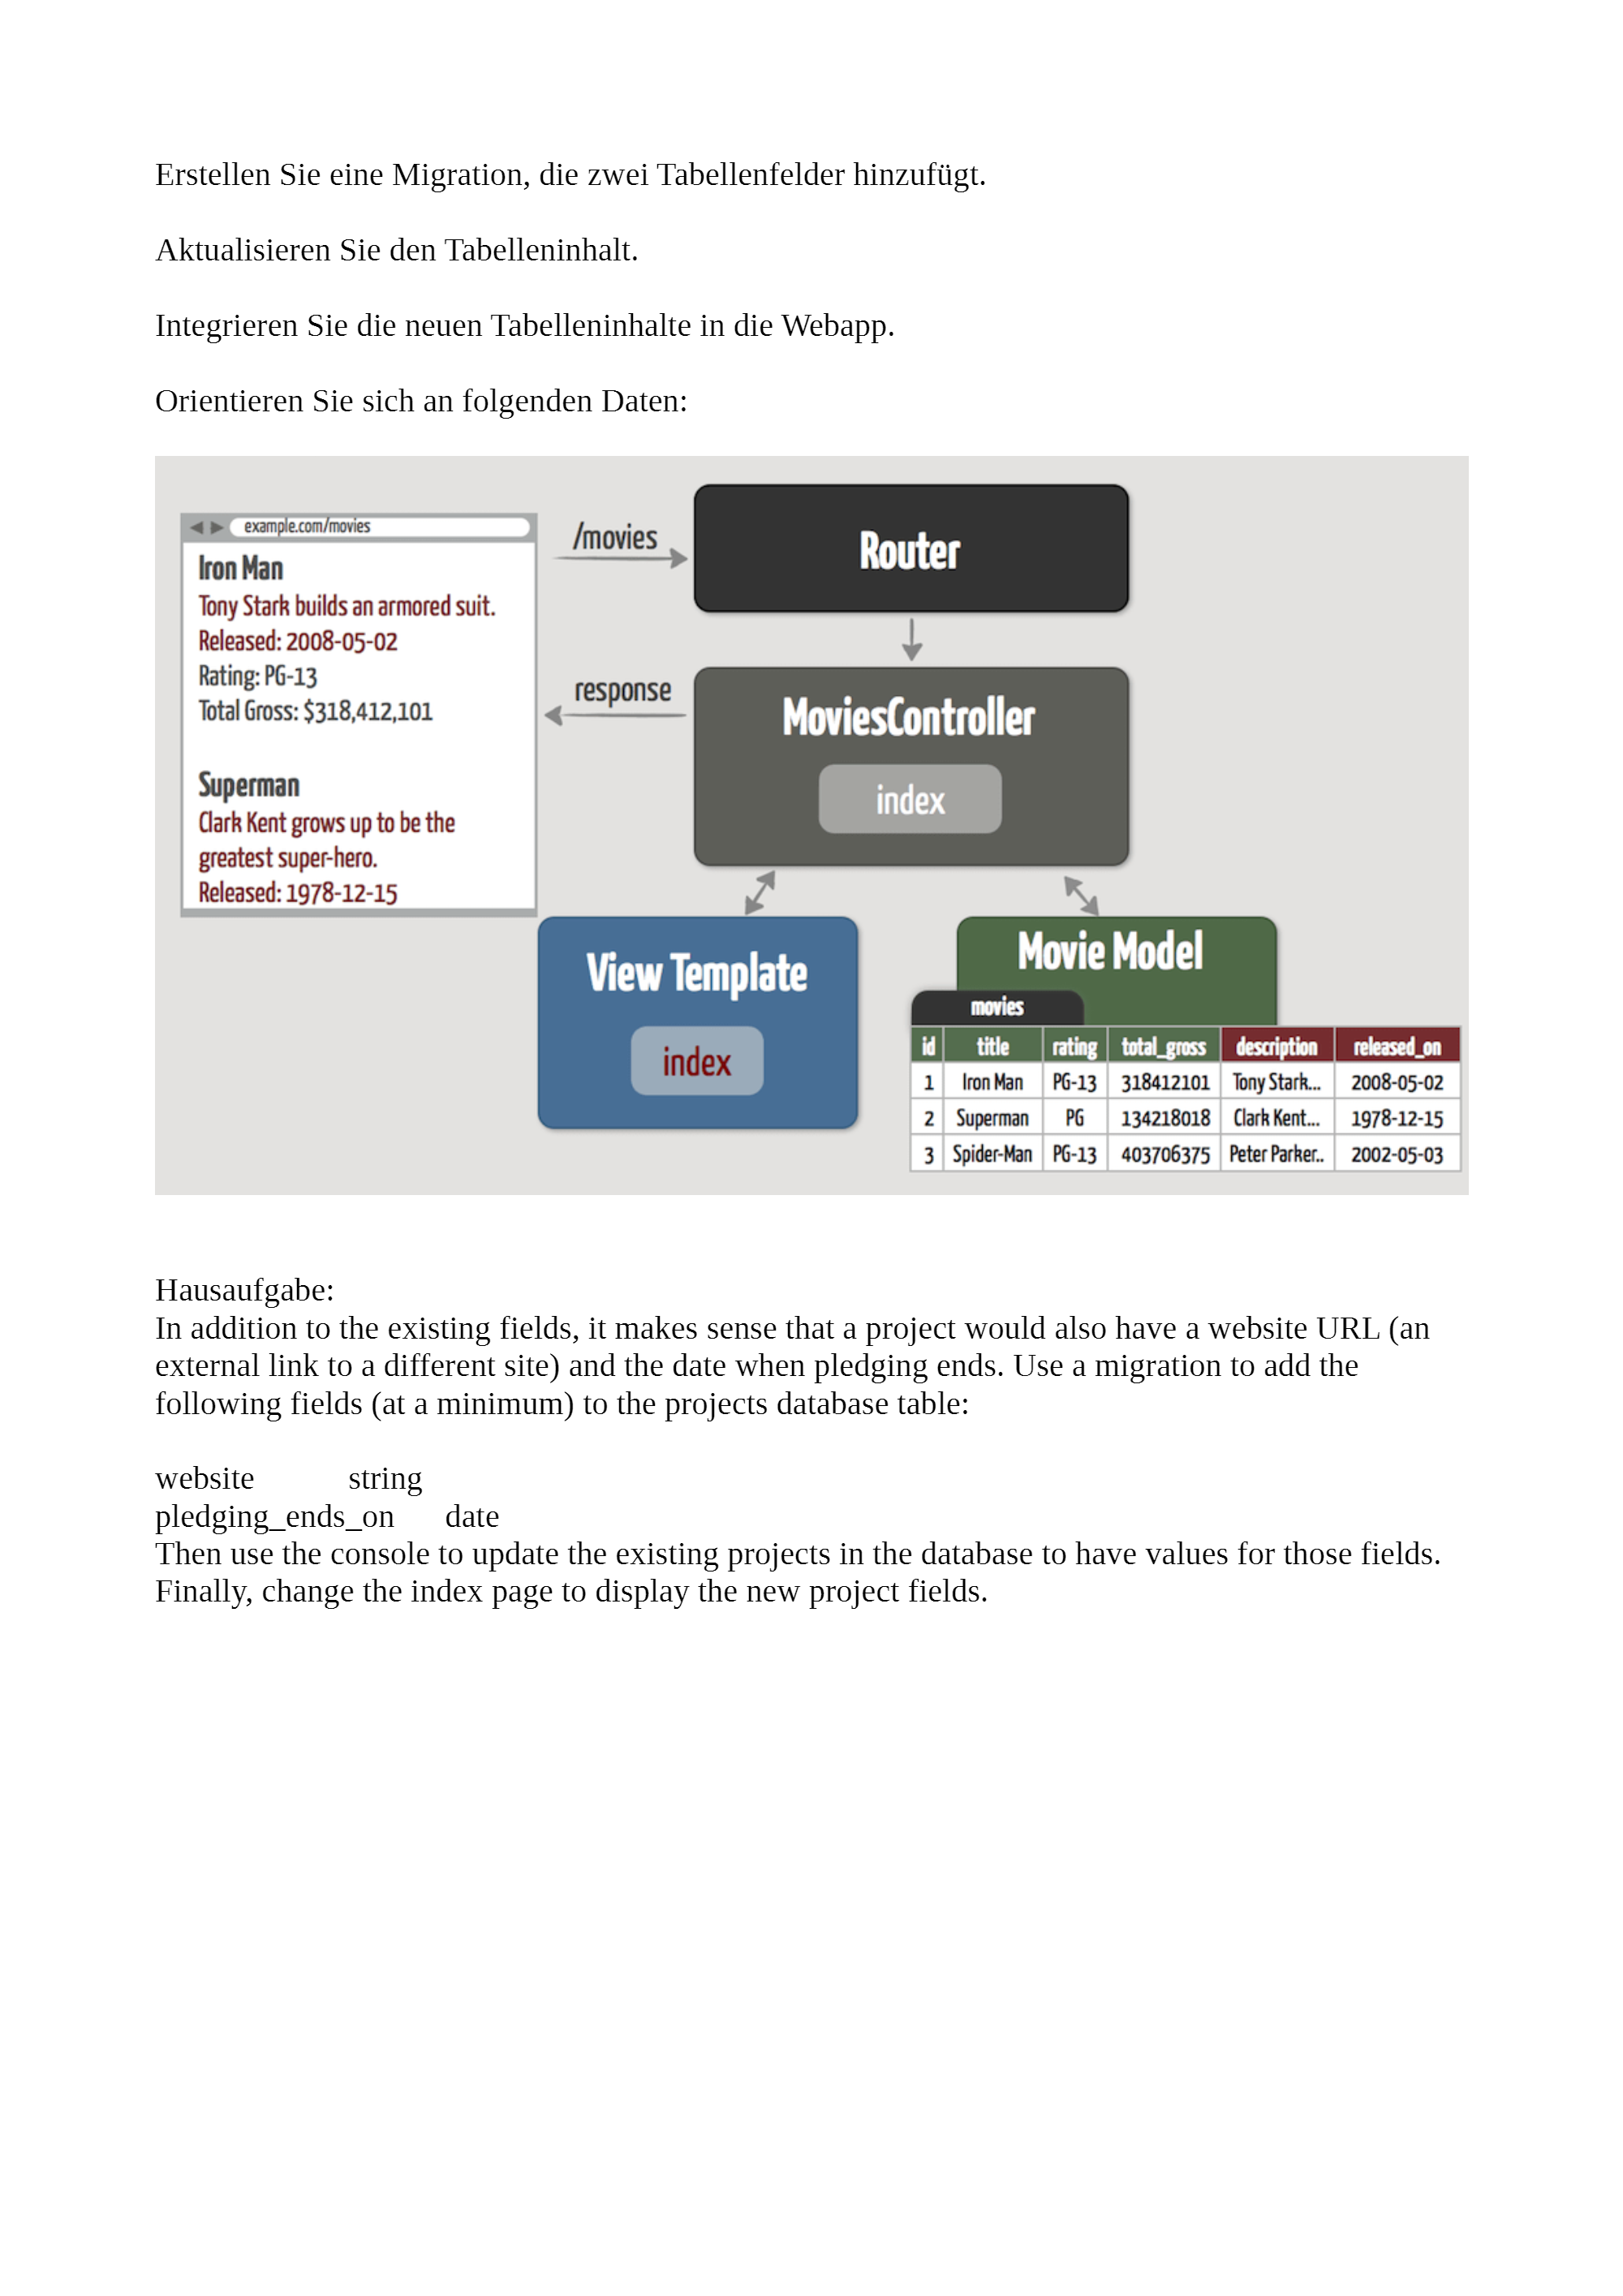 Erstellen Sie eine Migration, die zwei Tabellenfelder hinzufügt.
Aktualisieren Sie den Tabelleninhalt.
Integrieren Sie die neuen Tabelleninhalte in die Webapp.
Orientieren Sie sich an folgenden Daten:
example.com/movies
Iron Man
Tony Stark builds an armored suit.
Released: 2008-05-02
Rating: PG-13
Total Gross: $318,412,101
Superman
Clark Kent grows up to be the
greatest super-hero.
Released: 1978-12-15
/movies
response
Router
MoviesController
index
View Template
index
Movie Model
movies
id title rating total_gross description released_on
1 Iron Man PG-13 318412101 Tony Stark... 2008-05-02
2 Superman PG 134218018 Clark Kent... 1978-12-15
3 Spider-Man PG-13 403706375 Peter Parker.. 2002-05-03
Hausaufgabe:
In addition to the existing fields, it makes sense that a project would also have a website URL (an
external link to a different site) and the date when pledging ends. Use a migration to add the
following fields (at a minimum) to the projects database table:
website string
pledging_ends_on date
Then use the console to update the existing projects in the database to have values for those fields.
Finally, change the index page to display the new project fields.